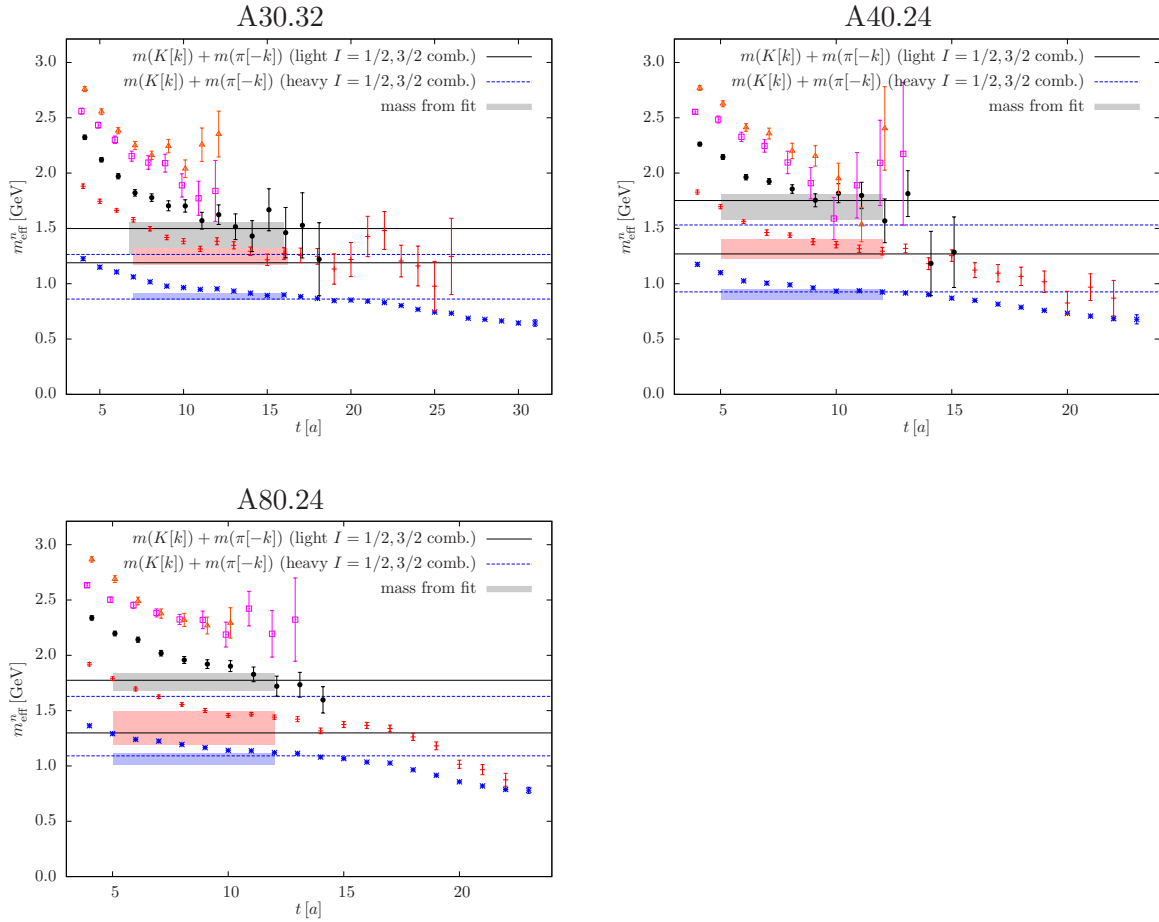 A30.32
m(K[k]) + m(π[−k]) (light I = 1/2, 3/2 comb.)
m(K[k]) + m(π[−k]) (heavy I = 1/2, 3/2 comb.)
mass from fit
3.0
2.5
2.0
1.5
1.0
0.5
0.0
m_eff^n [GeV]
5 10 15 20 25 30
t [a]
A40.24
m(K[k]) + m(π[−k]) (light I = 1/2, 3/2 comb.)
m(K[k]) + m(π[−k]) (heavy I = 1/2, 3/2 comb.)
mass from fit
3.0
2.5
2.0
1.5
1.0
0.5
0.0
m_eff^n [GeV]
5 10 15 20
t [a]
A80.24
m(K[k]) + m(π[−k]) (light I = 1/2, 3/2 comb.)
m(K[k]) + m(π[−k]) (heavy I = 1/2, 3/2 comb.)
mass from fit
3.0
2.5
2.0
1.5
1.0
0.5
0.0
m_eff^n [GeV]
5 10 15 20
t [a]